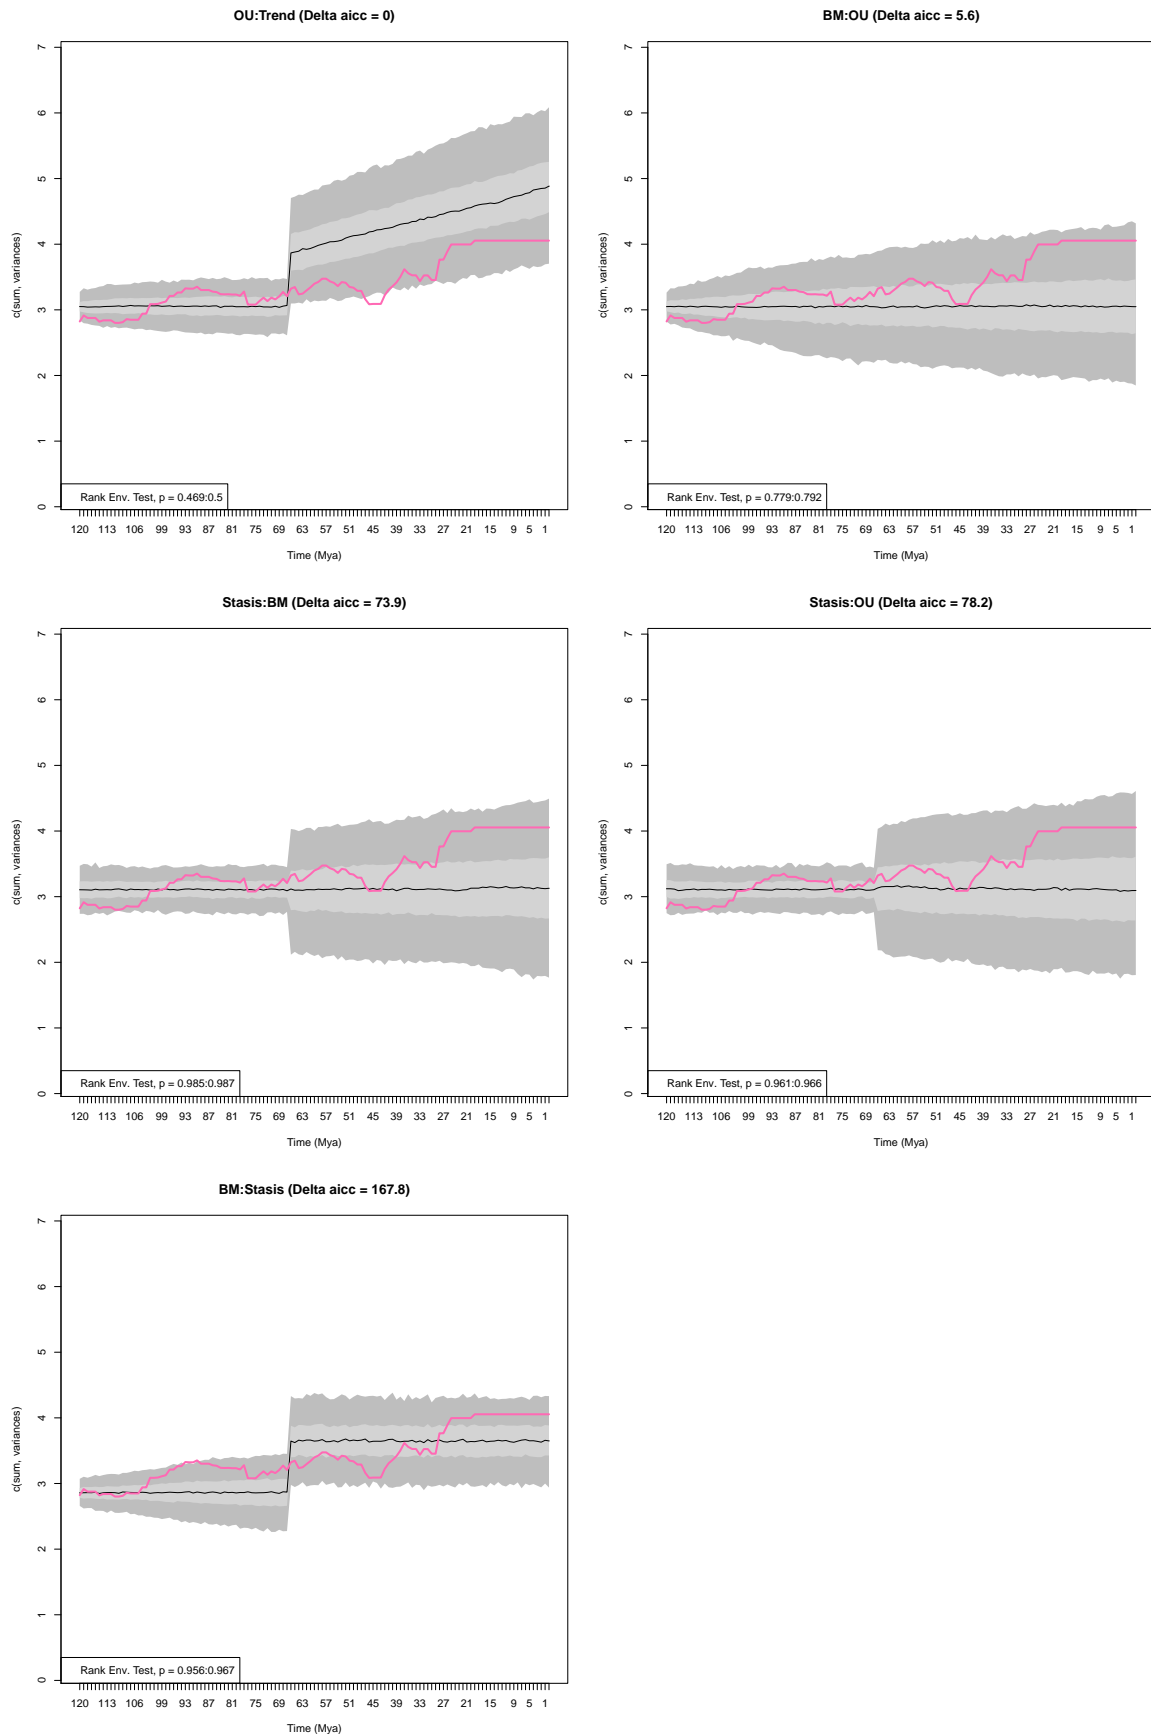 OU:Trend (Delta aicc = 0)
c(sum, variances)
7
6
5
4
3
2
1
0
Rank Env. Test, p = 0.469:0.5
120 113 106 99 93 87 81 75 69 63 57 51 45 39 33 27 21 15 9 5 1
Time (Mya)
BM:OU (Delta aicc = 5.6)
c(sum, variances)
7
6
5
4
3
2
1
0
Rank Env. Test, p = 0.779:0.792
120 113 106 99 93 87 81 75 69 63 57 51 45 39 33 27 21 15 9 5 1
Time (Mya)
Stasis:BM (Delta aicc = 73.9)
c(sum, variances)
7
6
5
4
3
2
1
0
Rank Env. Test, p = 0.985:0.987
120 113 106 99 93 87 81 75 69 63 57 51 45 39 33 27 21 15 9 5 1
Time (Mya)
Stasis:OU (Delta aicc = 78.2)
c(sum, variances)
7
6
5
4
3
2
1
0
Rank Env. Test, p = 0.961:0.966
120 113 106 99 93 87 81 75 69 63 57 51 45 39 33 27 21 15 9 5 1
Time (Mya)
BM:Stasis (Delta aicc = 167.8)
c(sum, variances)
7
6
5
4
3
2
1
0
Rank Env. Test, p = 0.956:0.967
120 113 106 99 93 87 81 75 69 63 57 51 45 39 33 27 21 15 9 5 1
Time (Mya)